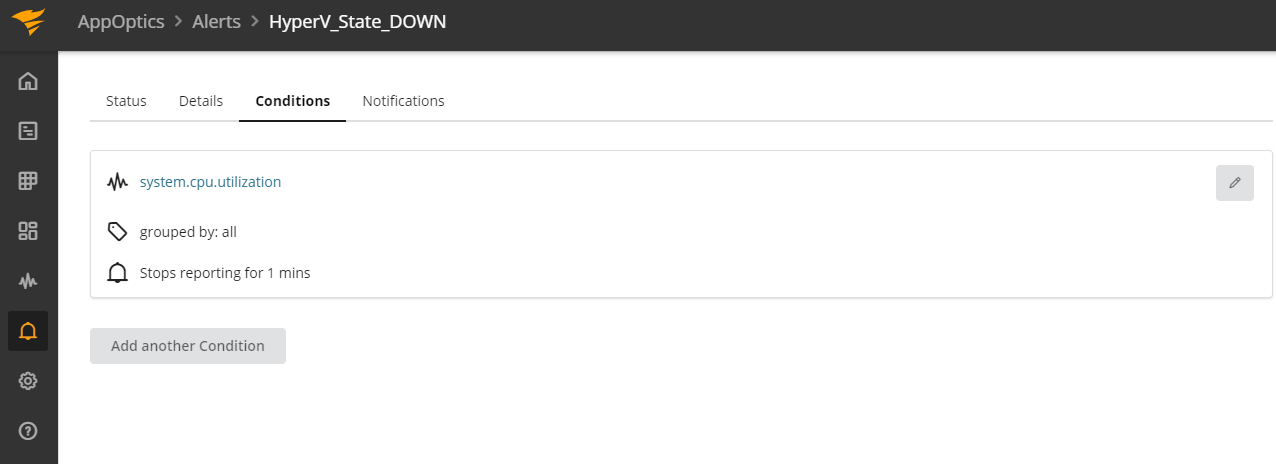 AppOptics > Alerts > HyperV_State_DOWN
Status Details Conditions Notifications
system.cpu.utilization
grouped by: all
Stops reporting for 1 mins
Add another Condition